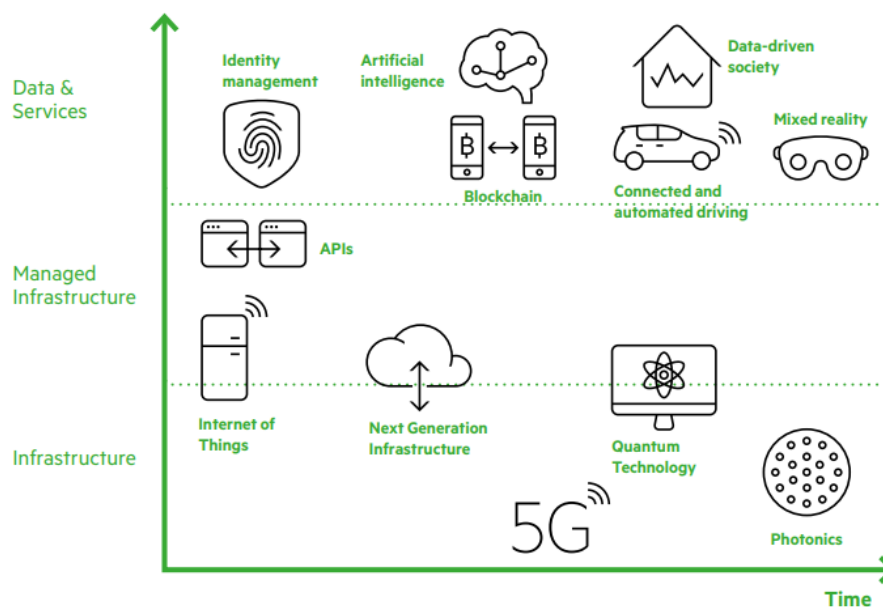 Data &
Services
Identity
management
Artificial
intelligence
Data-driven
society
Mixed reality
Blockchain
Connected and
automated driving
Managed
Infrastructure
APIs
Internet of
Things
Next Generation
Infrastructure
Quantum
Technology
Infrastructure
5G
Photonics
Time